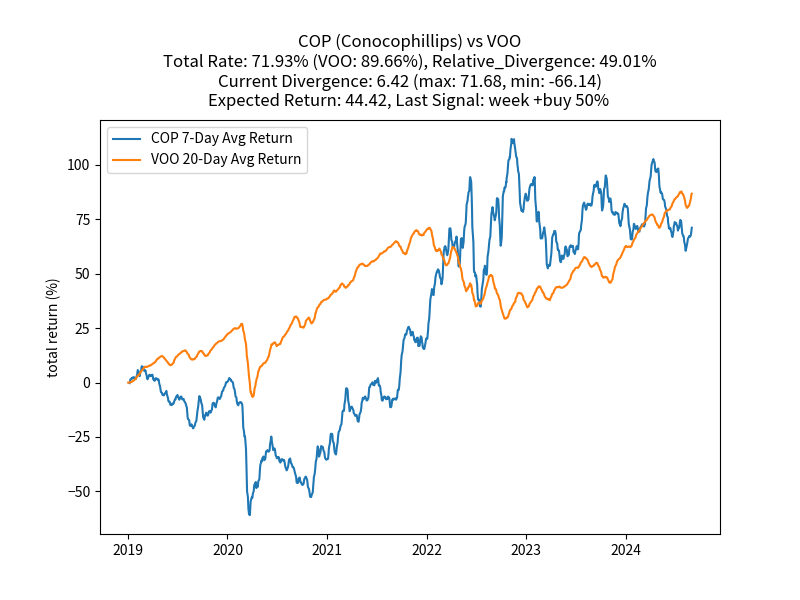 COP (Conocophillips) vs VOO
Total Rate: 71.93% (VOO: 89.66%), Relative_Divergence: 49.01%
Current Divergence: 6.42 (max: 71.68, min: -66.14)
Expected Return: 44.42, Last Signal: week +buy 50%
COP 7-Day Avg Return
VOO 20-Day Avg Return
total return (%)
100
75
50
25
0
−25
−50
2019 2020 2021 2022 2023 2024